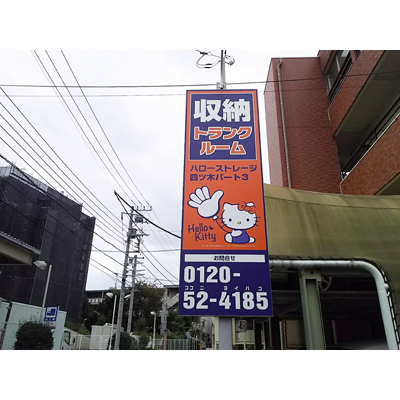 収納
トランク
ルーム
ハローストレージ
四ツ木パート3
Hello
Kitty
お問合せ
0120-
ココニ ヨイハコ
52-4185